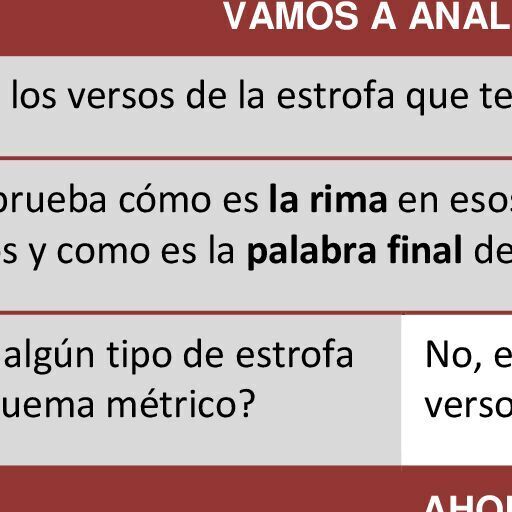 VAMOS A ANAL
los versos de la estrofa que te
prueba cómo es la rima en esos
s y como es la palabra final de
algún tipo de estrofa
uema métrico?
No, e
verso
AHO